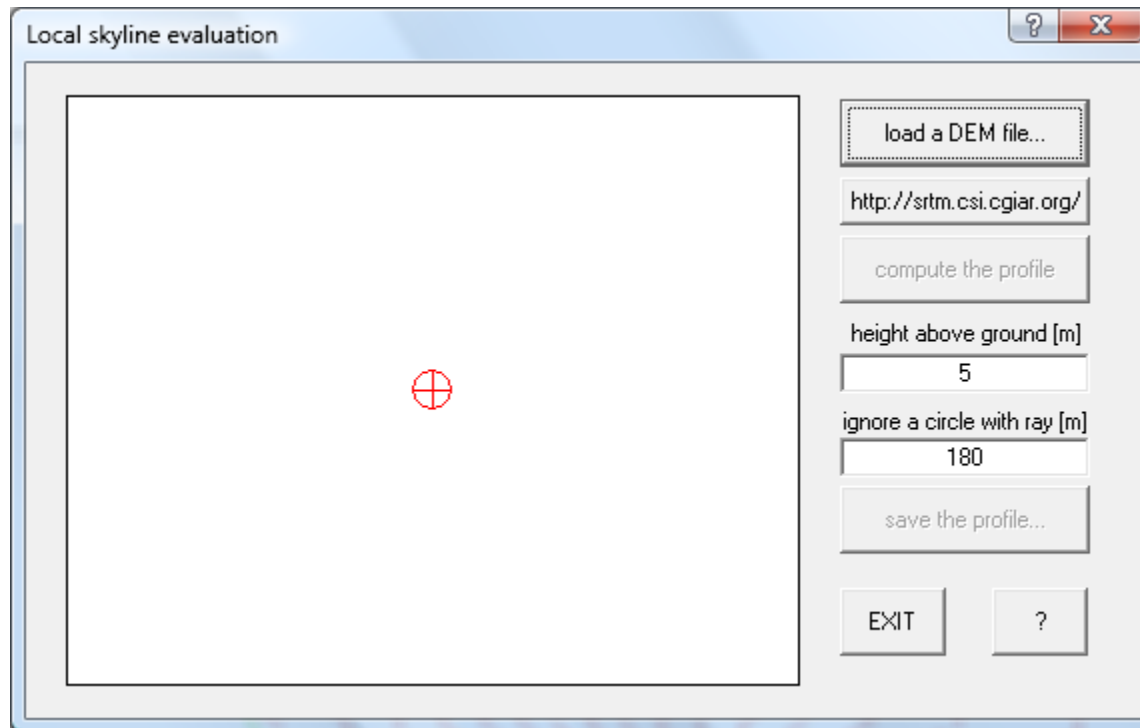 Local skyline evaluation
load a DEM file...
http://srtm.csi.cgiar.org/
compute the profile
height above ground [m]
5
ignore a circle with ray [m]
180
save the profile...
EXIT
?